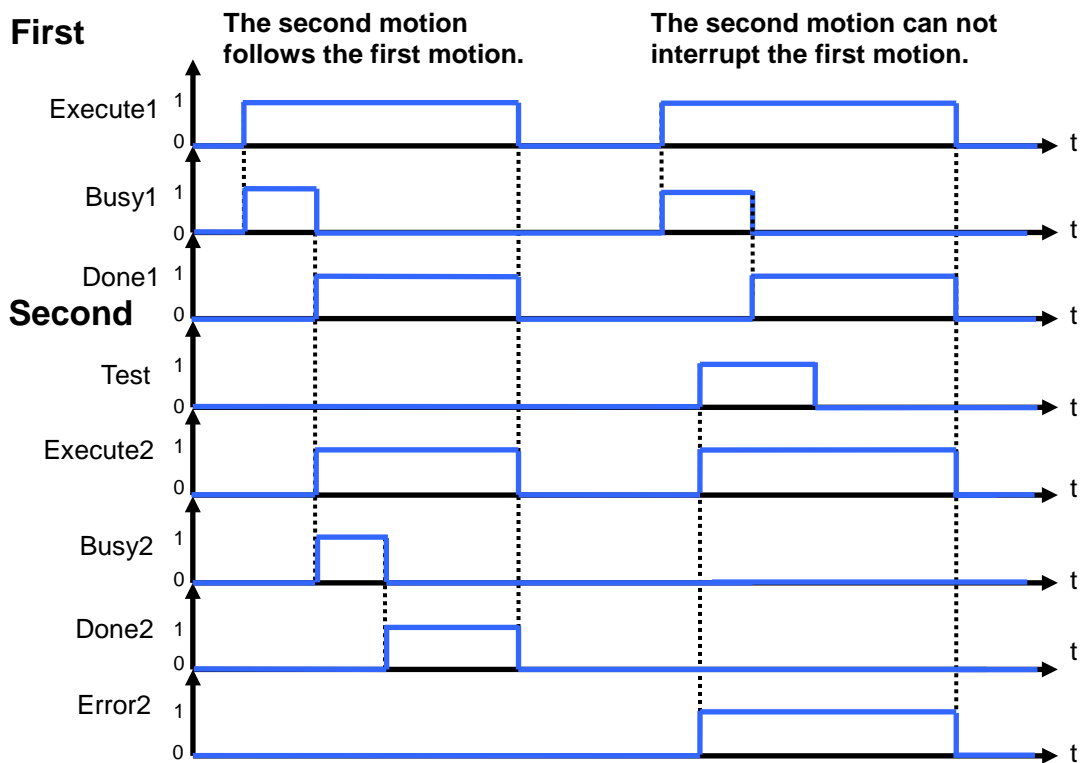 First
The second motion
follows the first motion.
The second motion can not
interrupt the first motion.
Execute1
1
0
t
Busy1
1
0
t
Done1
1
0
t
Second
Test
1
0
t
Execute2
1
0
t
Busy2
1
0
t
Done2
1
0
t
Error2
1
0
t